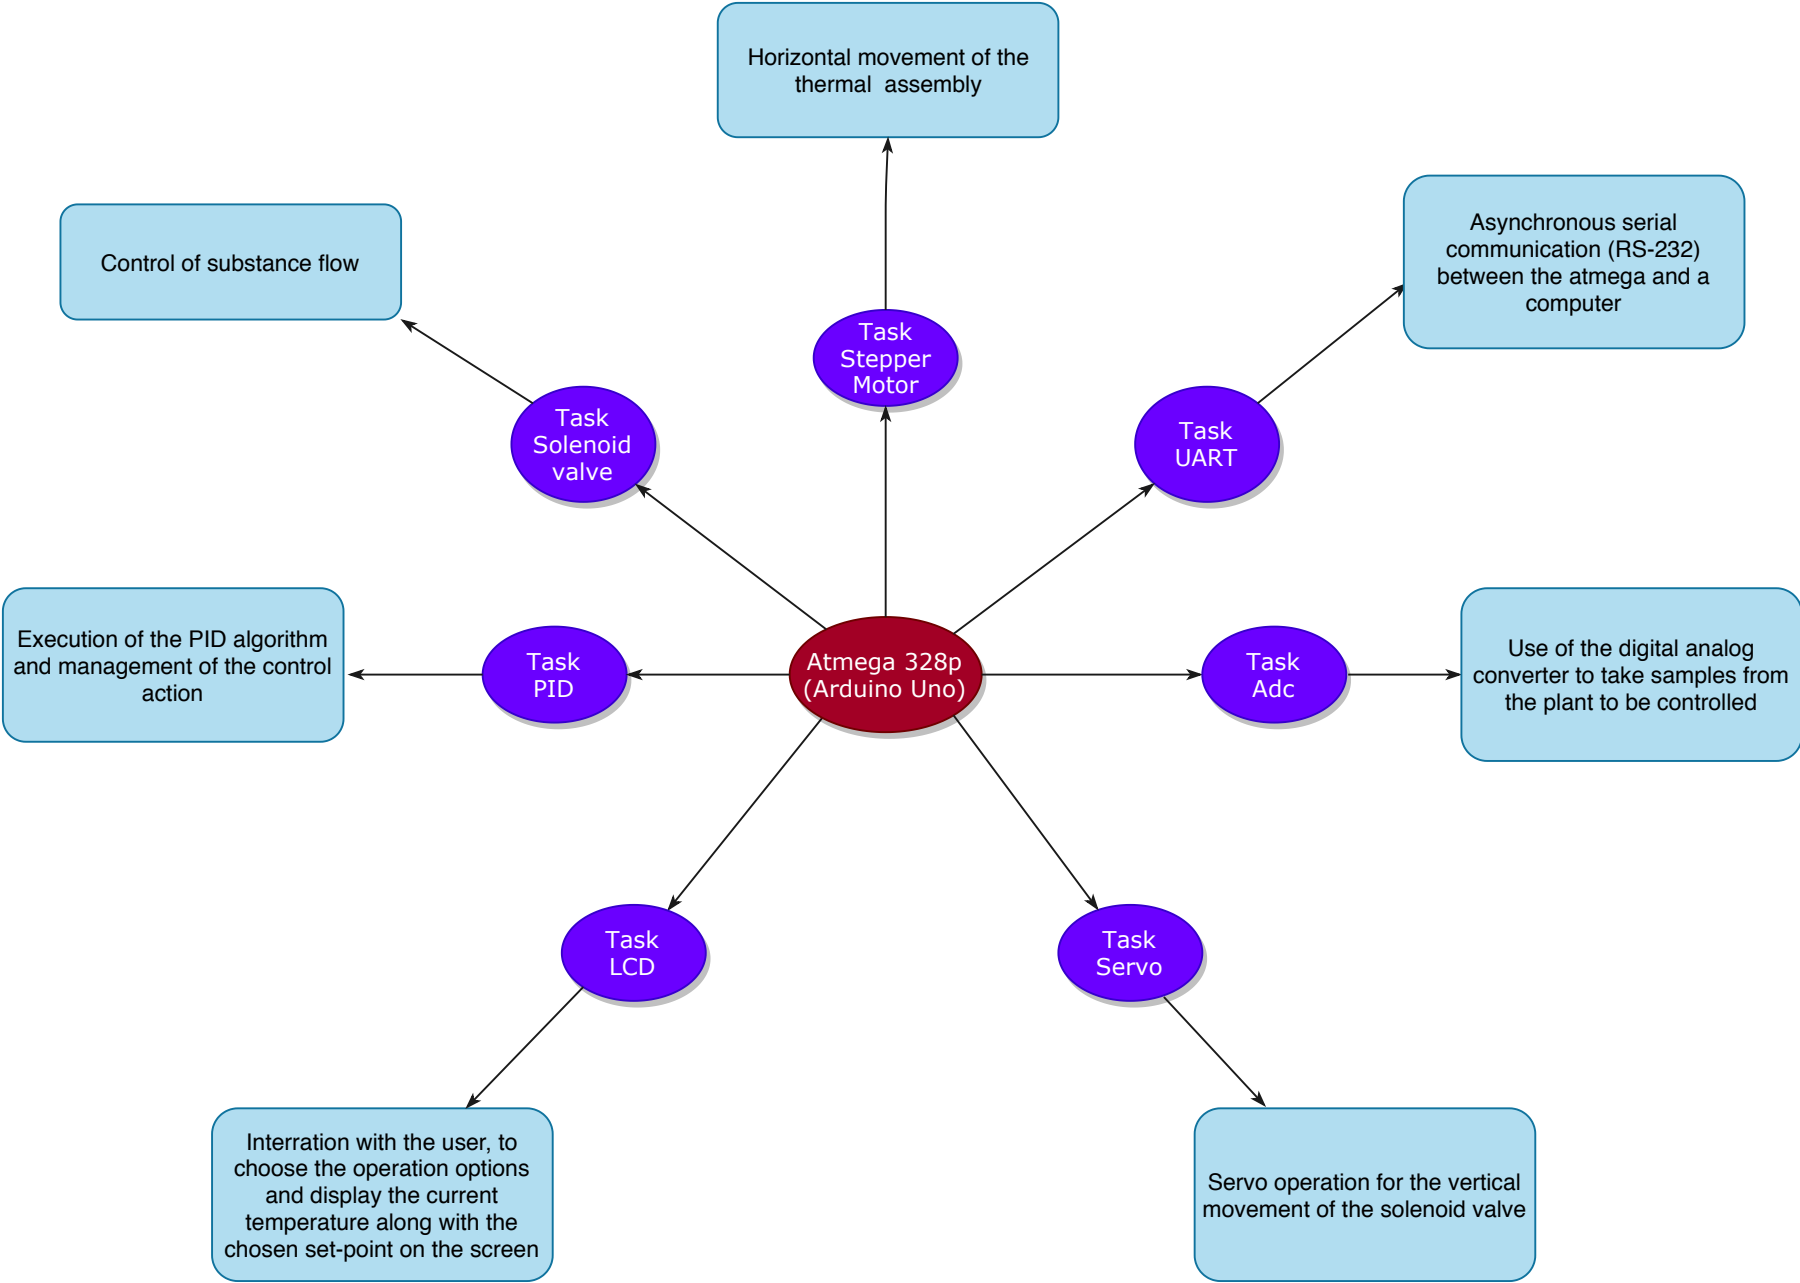 Horizontal movement of the
thermal  assembly
Control of substance flow
Asynchronous serial
communication (RS-232)
between the atmega and a
computer
Task
Stepper
Motor
Task
Solenoid
valve
Task
UART
Execution of the PID algorithm
and management of the control
action
Task
PID
Atmega 328p
(Arduino Uno)
Task
Adc
Use of the digital analog
converter to take samples from
the plant to be controlled
Task
LCD
Task
Servo
Interration with the user, to
choose the operation options
and display the current
temperature along with the
chosen set-point on the screen
Servo operation for the vertical
movement of the solenoid valve